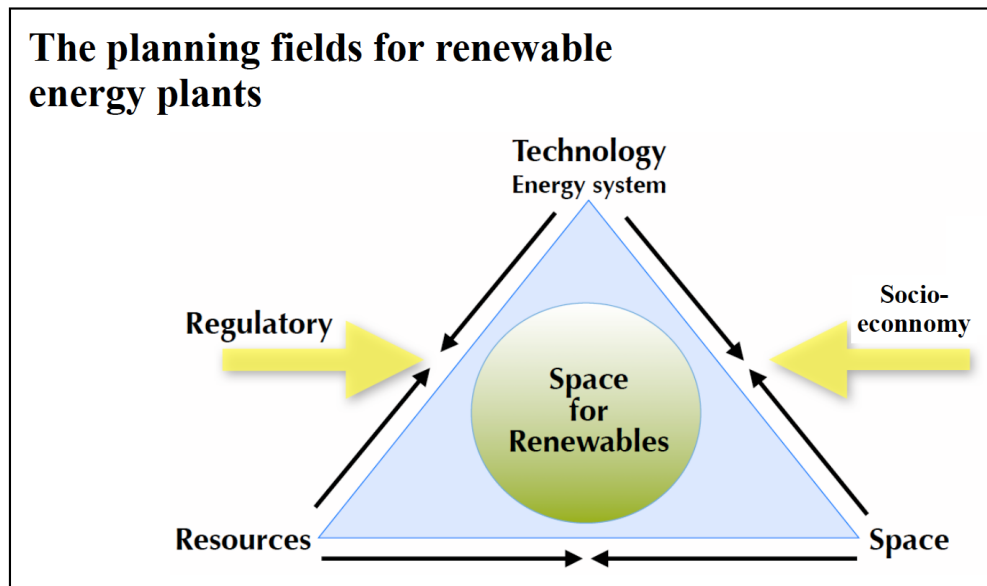 The planning fields for renewable
energy plants
Technology
Energy system
Regulatory
Socio-
econnomy
Space
for
Renewables
Resources
Space